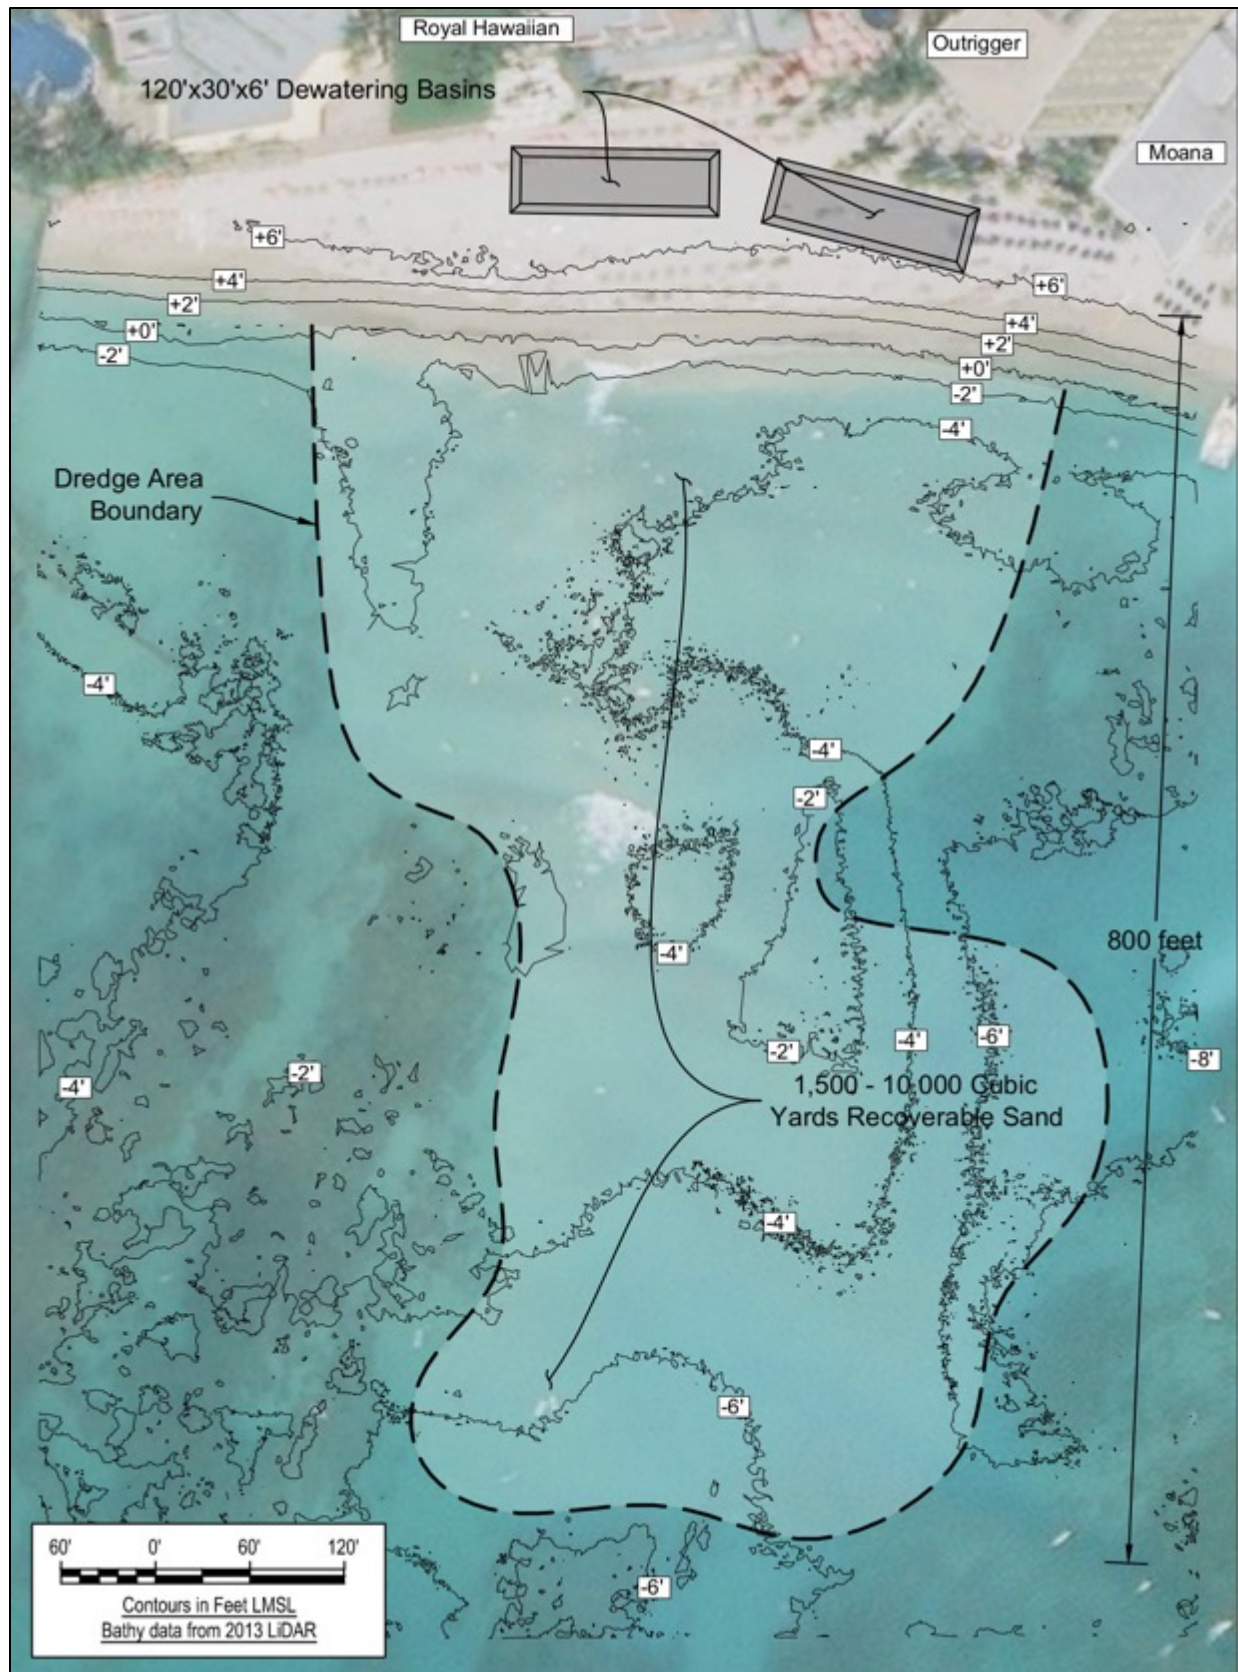 Royal Hawaiian
Outrigger
120'x30'x6' Dewatering Basins
Moana
+6'
+4'
+6'
+2'
+4'
+0'
+2'
-2'
+0'
-2'
-4'
Dredge Area
Boundary
-4'
-4'
-2'
800 feet
-4'
-2'
-4'
-6'
-2'
-8'
-4'
1,500 - 10,000 Cubic
Yards Recoverable Sand
-4'
-6'
-6'
60' 0' 60' 120'
Contours in Feet LMSL
Bathy data from 2013 LiDAR